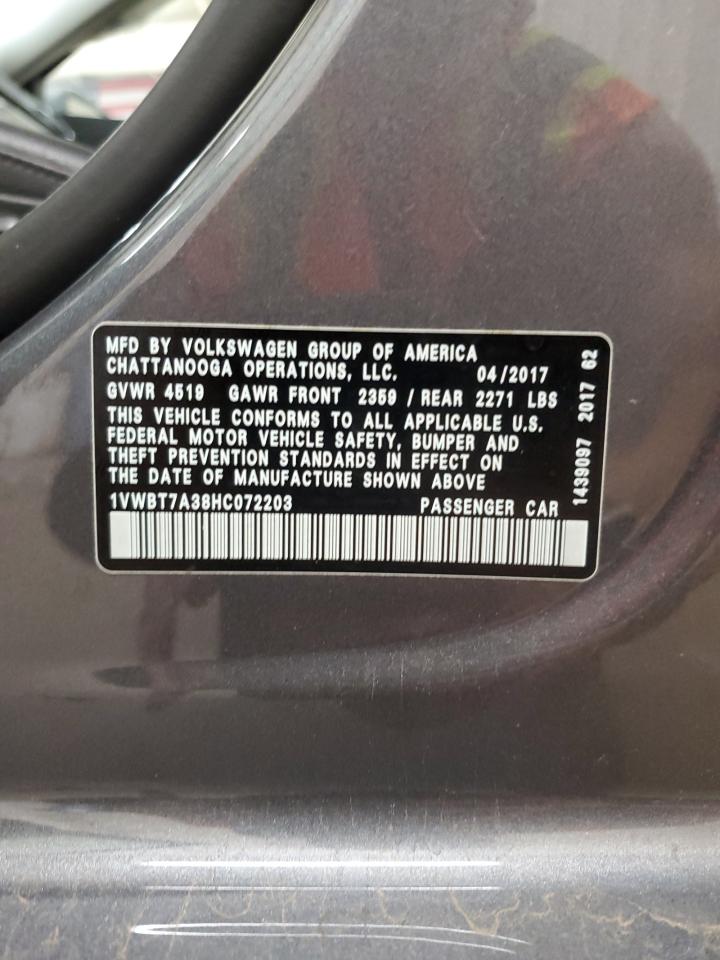 MFD BY VOLKSWAGEN GROUP OF AMERICA
CHATTANOOGA OPERATIONS, LLC. 04/2017
GVWR 4519 GAWR FRONT 2359 / REAR 2271 LBS
THIS VEHICLE CONFORMS TO ALL APPLICABLE U.S.
FEDERAL MOTOR VEHICLE SAFETY, BUMPER AND
THEFT PREVENTION STANDARDS IN EFFECT ON
THE DATE OF MANUFACTURE SHOWN ABOVE
1VWBT7A38HC072203 PASSENGER CAR
1439097 2017 62